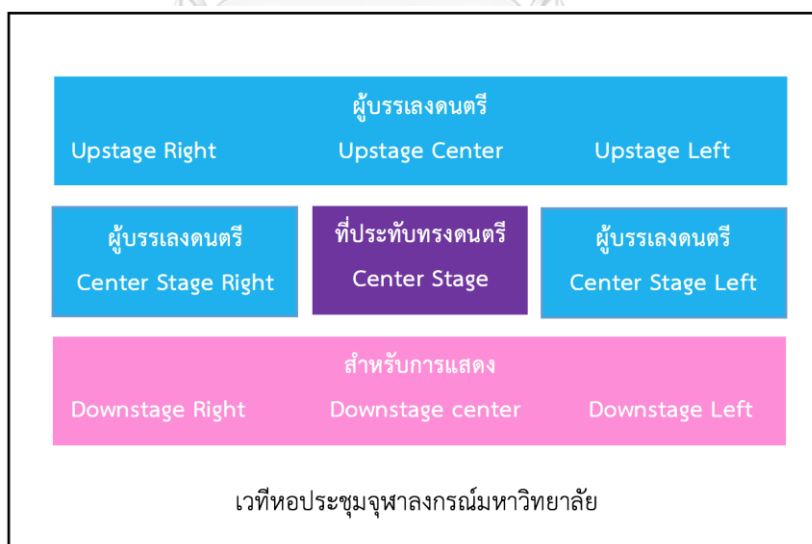 ผู้บรรเลงดนตรี
Upstage Right Upstage Center Upstage Left
ผู้บรรเลงดนตรี ที่ประทับทรงดนตรี ผู้บรรเลงดนตรี
Center Stage Right Center Stage Center Stage Left
สำหรับการแสดง
Downstage Right Downstage center Downstage Left
เวทีหอประชุมจุฬาลงกรณ์มหาวิทยาลัย